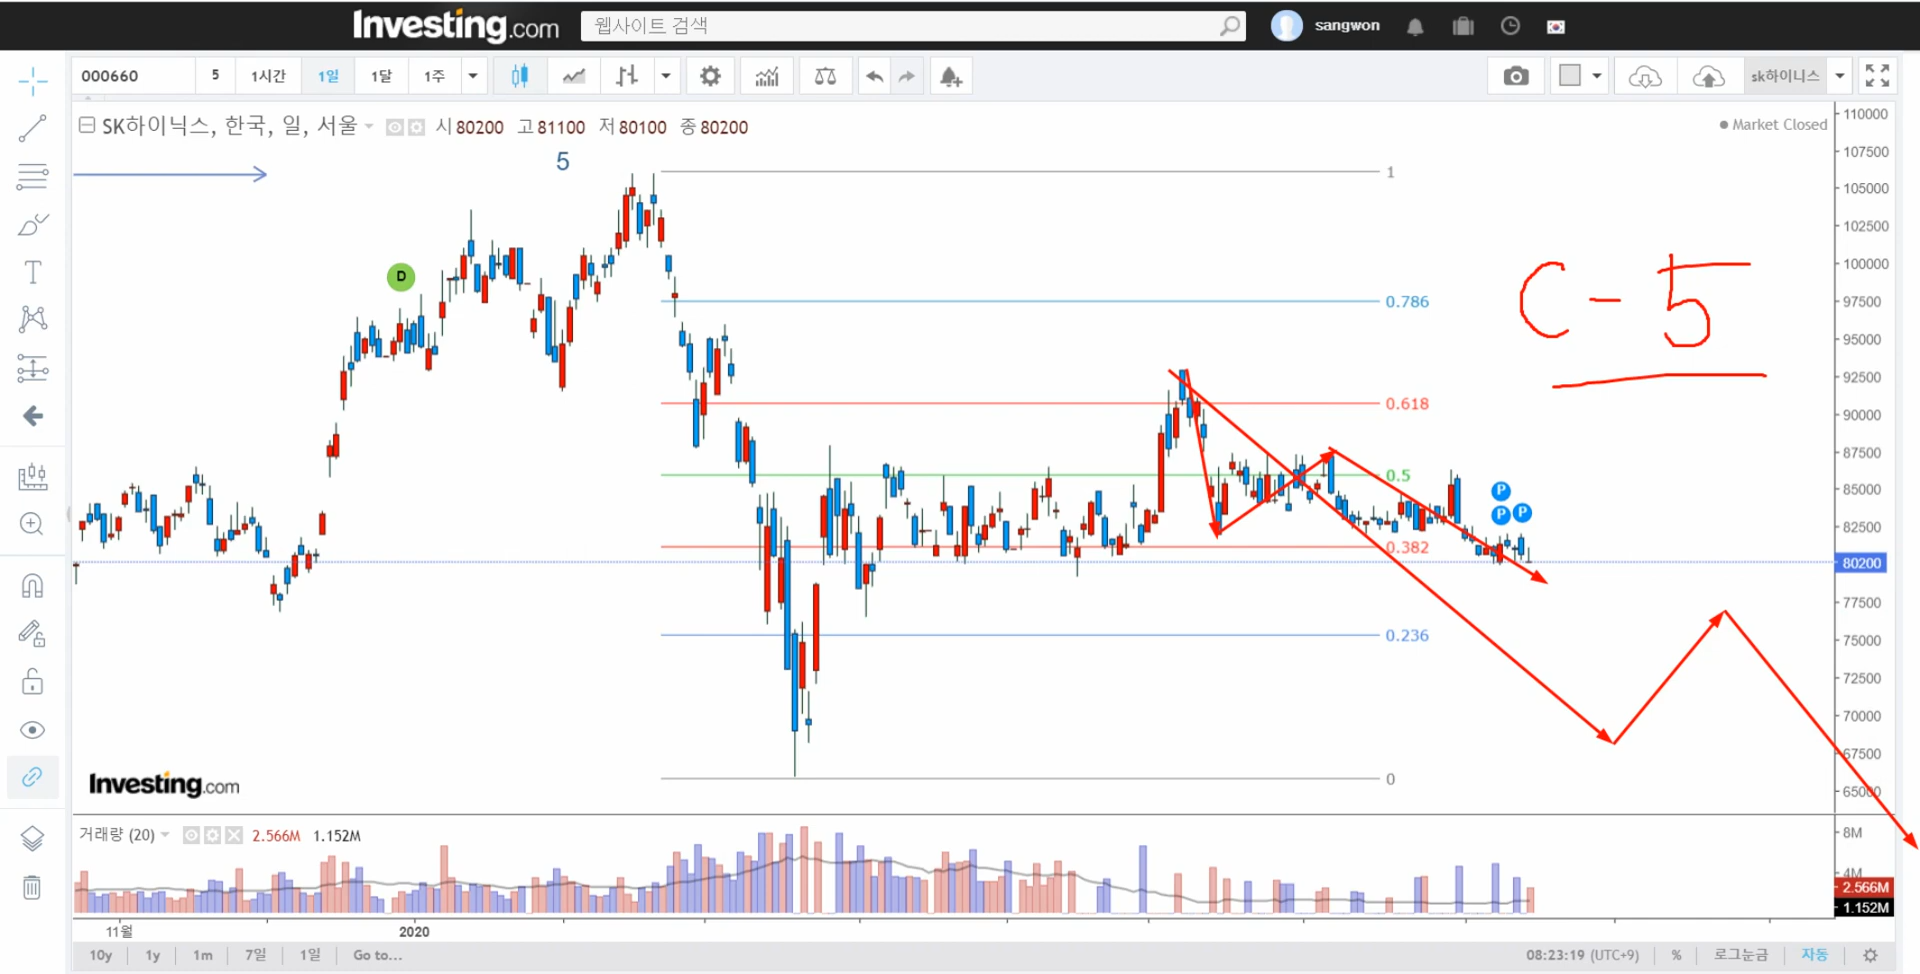 Investing.com 웹사이트 검색 sangwon
000660 5 1시간 1일 1달 1주 sk하이닉스
SK하이닉스, 한국, 일, 서울 시 80200 고 81100 저 80100 종 80200
Market Closed
5
D
C-5
1
0.786
0.618
0.5
0.382
0.236
0
P
P P
110000
107500
105000
102500
100000
97500
95000
92500
90000
87500
85000
82500
80200
77500
75000
72500
70000
67500
65000
Investing.com
거래량 (20) 2.566M 1.152M
8M
4M
2.566M
1.152M
11월 2020
10y 1y 1m 7일 1일 Go to... 08:23:19 (UTC+9) % 로그눈금 자동